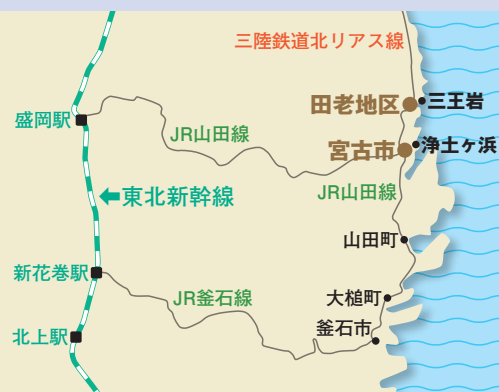 三陸鉄道北リアス線
田老地区
三王岩
盛岡駅
JR山田線
宮古市
浄土ヶ浜
東北新幹線
JR山田線
山田町
新花巻駅
JR釜石線
大槌町
釜石市
北上駅